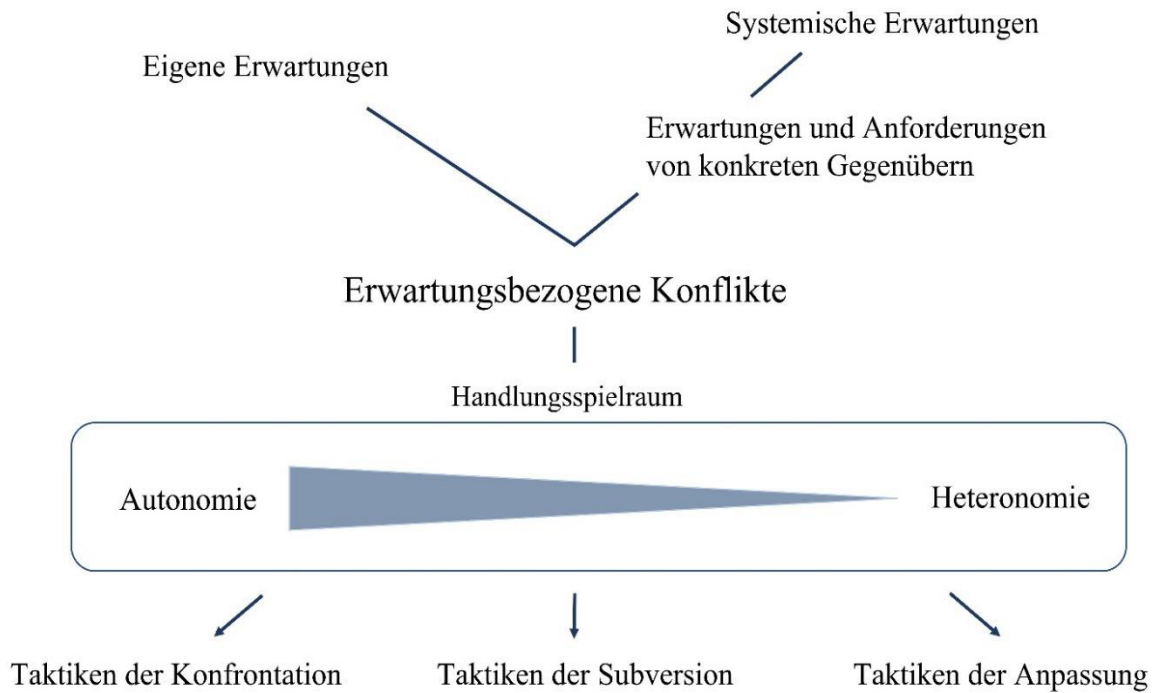 Systemische Erwartungen
Eigene Erwartungen
Erwartungen und Anforderungen
von konkreten Gegenübern
Erwartungsbezogene Konflikte
Handlungsspielraum
Autonomie
Heteronomie
Taktiken der Konfrontation
Taktiken der Subversion
Taktiken der Anpassung